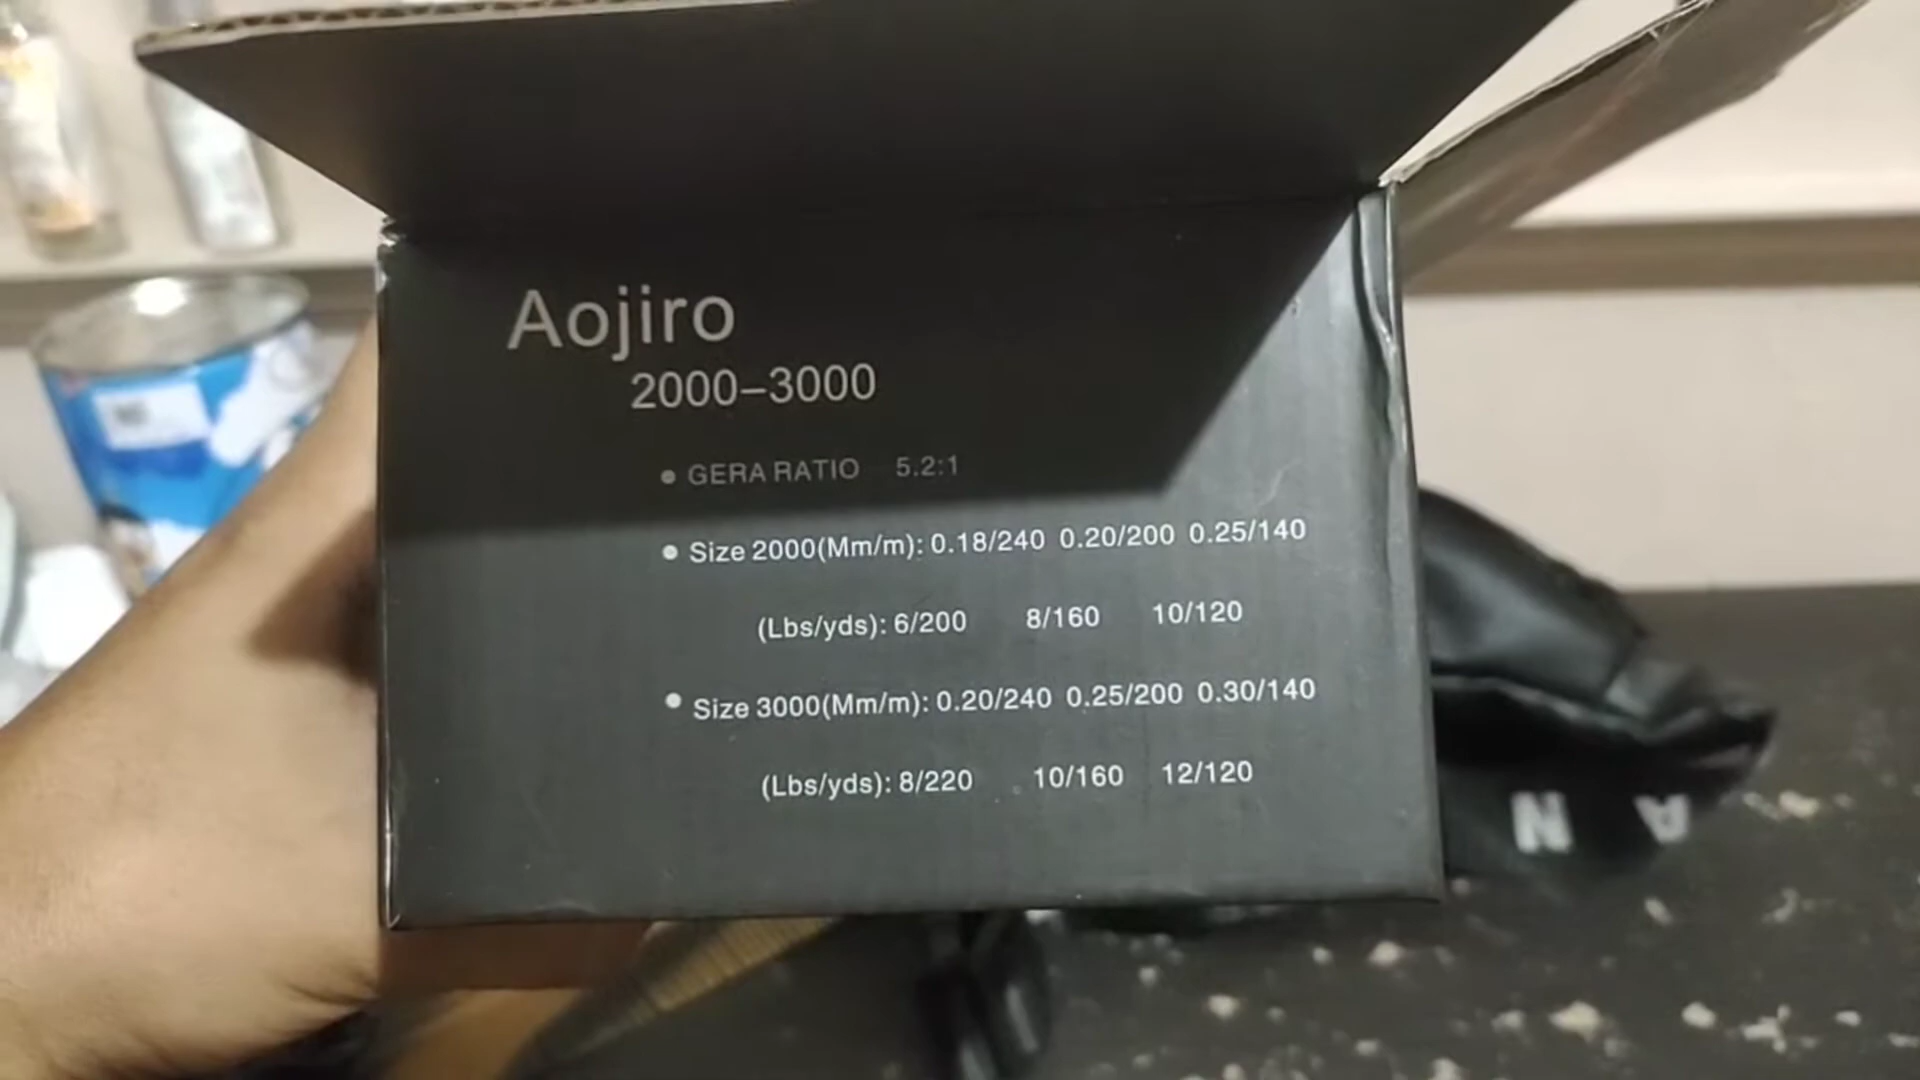 Aojiro
2000–3000
● GERA RATIO 5.2:1
● Size 2000(Mm/m): 0.18/240 0.20/200 0.25/140
(Lbs/yds): 6/200 8/160 10/120
● Size 3000(Mm/m): 0.20/240 0.25/200 0.30/140
(Lbs/yds): 8/220 10/160 12/120
N A